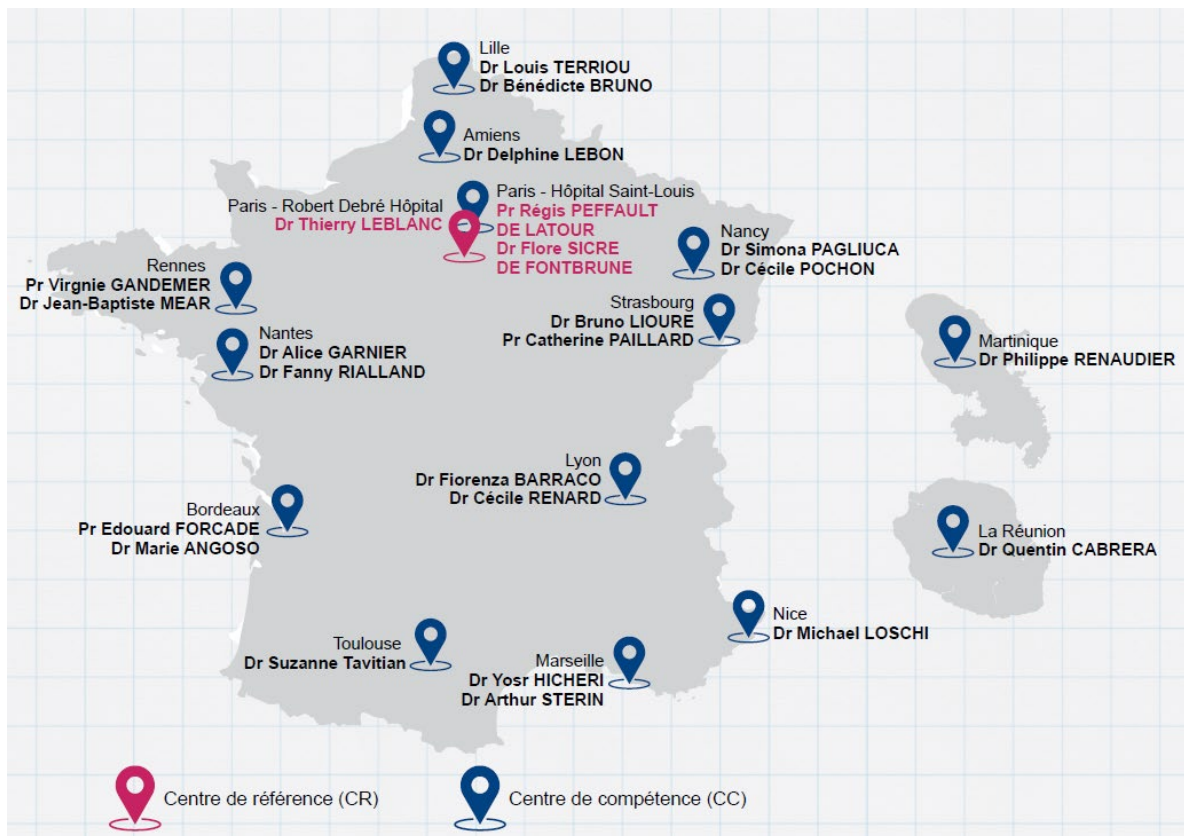 Lille
Dr Louis TERRIOU
Dr Bénédicte BRUNO
Amiens
Dr Delphine LEBON
Paris - Robert Debré Hôpital
Dr Thierry LEBLANC
Paris - Hôpital Saint-Louis
Pr Régis PEFFAULT
DE LATOUR
Dr Flore SICRE
DE FONTBRUNE
Nancy
Dr Simona PAGLIUCA
Dr Cécile POCHON
Rennes
Pr Virgnie GANDEMER
Dr Jean-Baptiste MEAR
Strasbourg
Dr Bruno LIOURE
Pr Catherine PAILLARD
Nantes
Dr Alice GARNIER
Dr Fanny RIALLAND
Martinique
Dr Philippe RENAUDIER
Lyon
Dr Fiorenza BARRACO
Dr Cécile RENARD
Bordeaux
Pr Edouard FORCADE
Dr Marie ANGOSO
La Réunion
Dr Quentin CABRERA
Nice
Dr Michael LOSCHI
Toulouse
Dr Suzanne Tavitian
Marseille
Dr Yosr HICHERI
Dr Arthur STERIN
Centre de référence (CR)
Centre de compétence (CC)